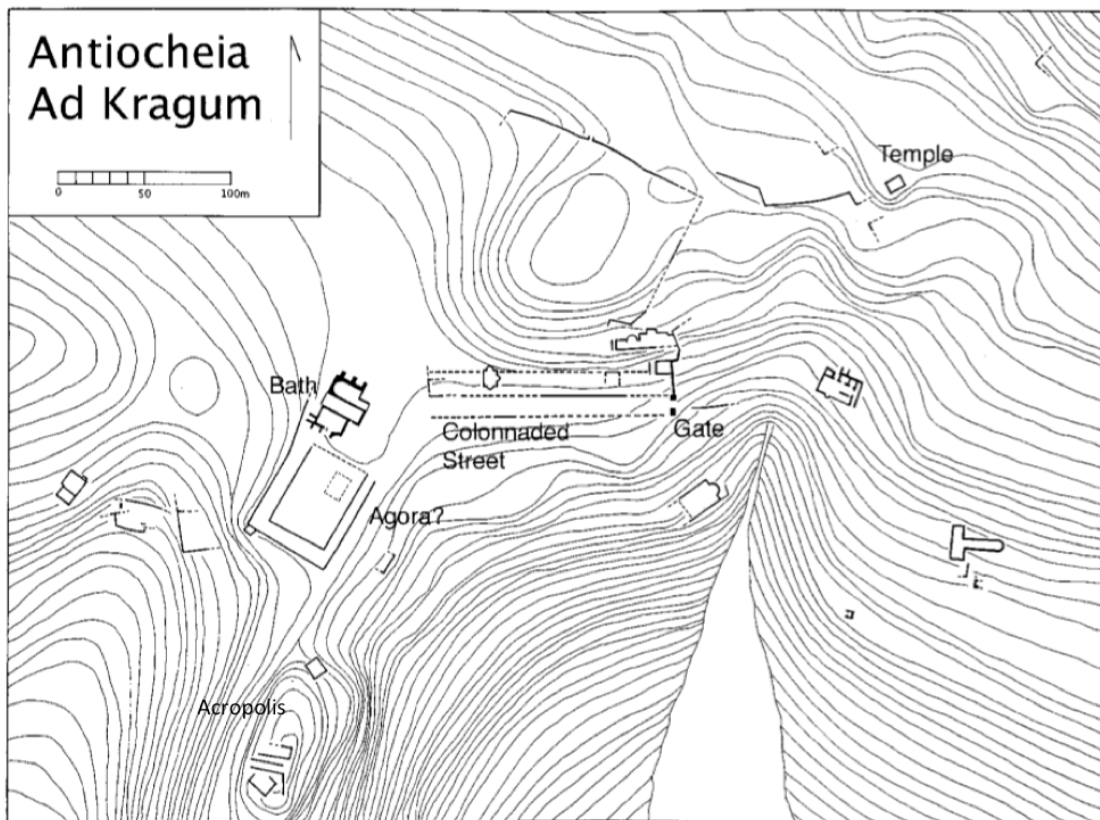 Antiocheia
Ad Kragum
0 50 100m
Temple
Bath
Colonnaded
Street
Gate
Agora?
Acropolis